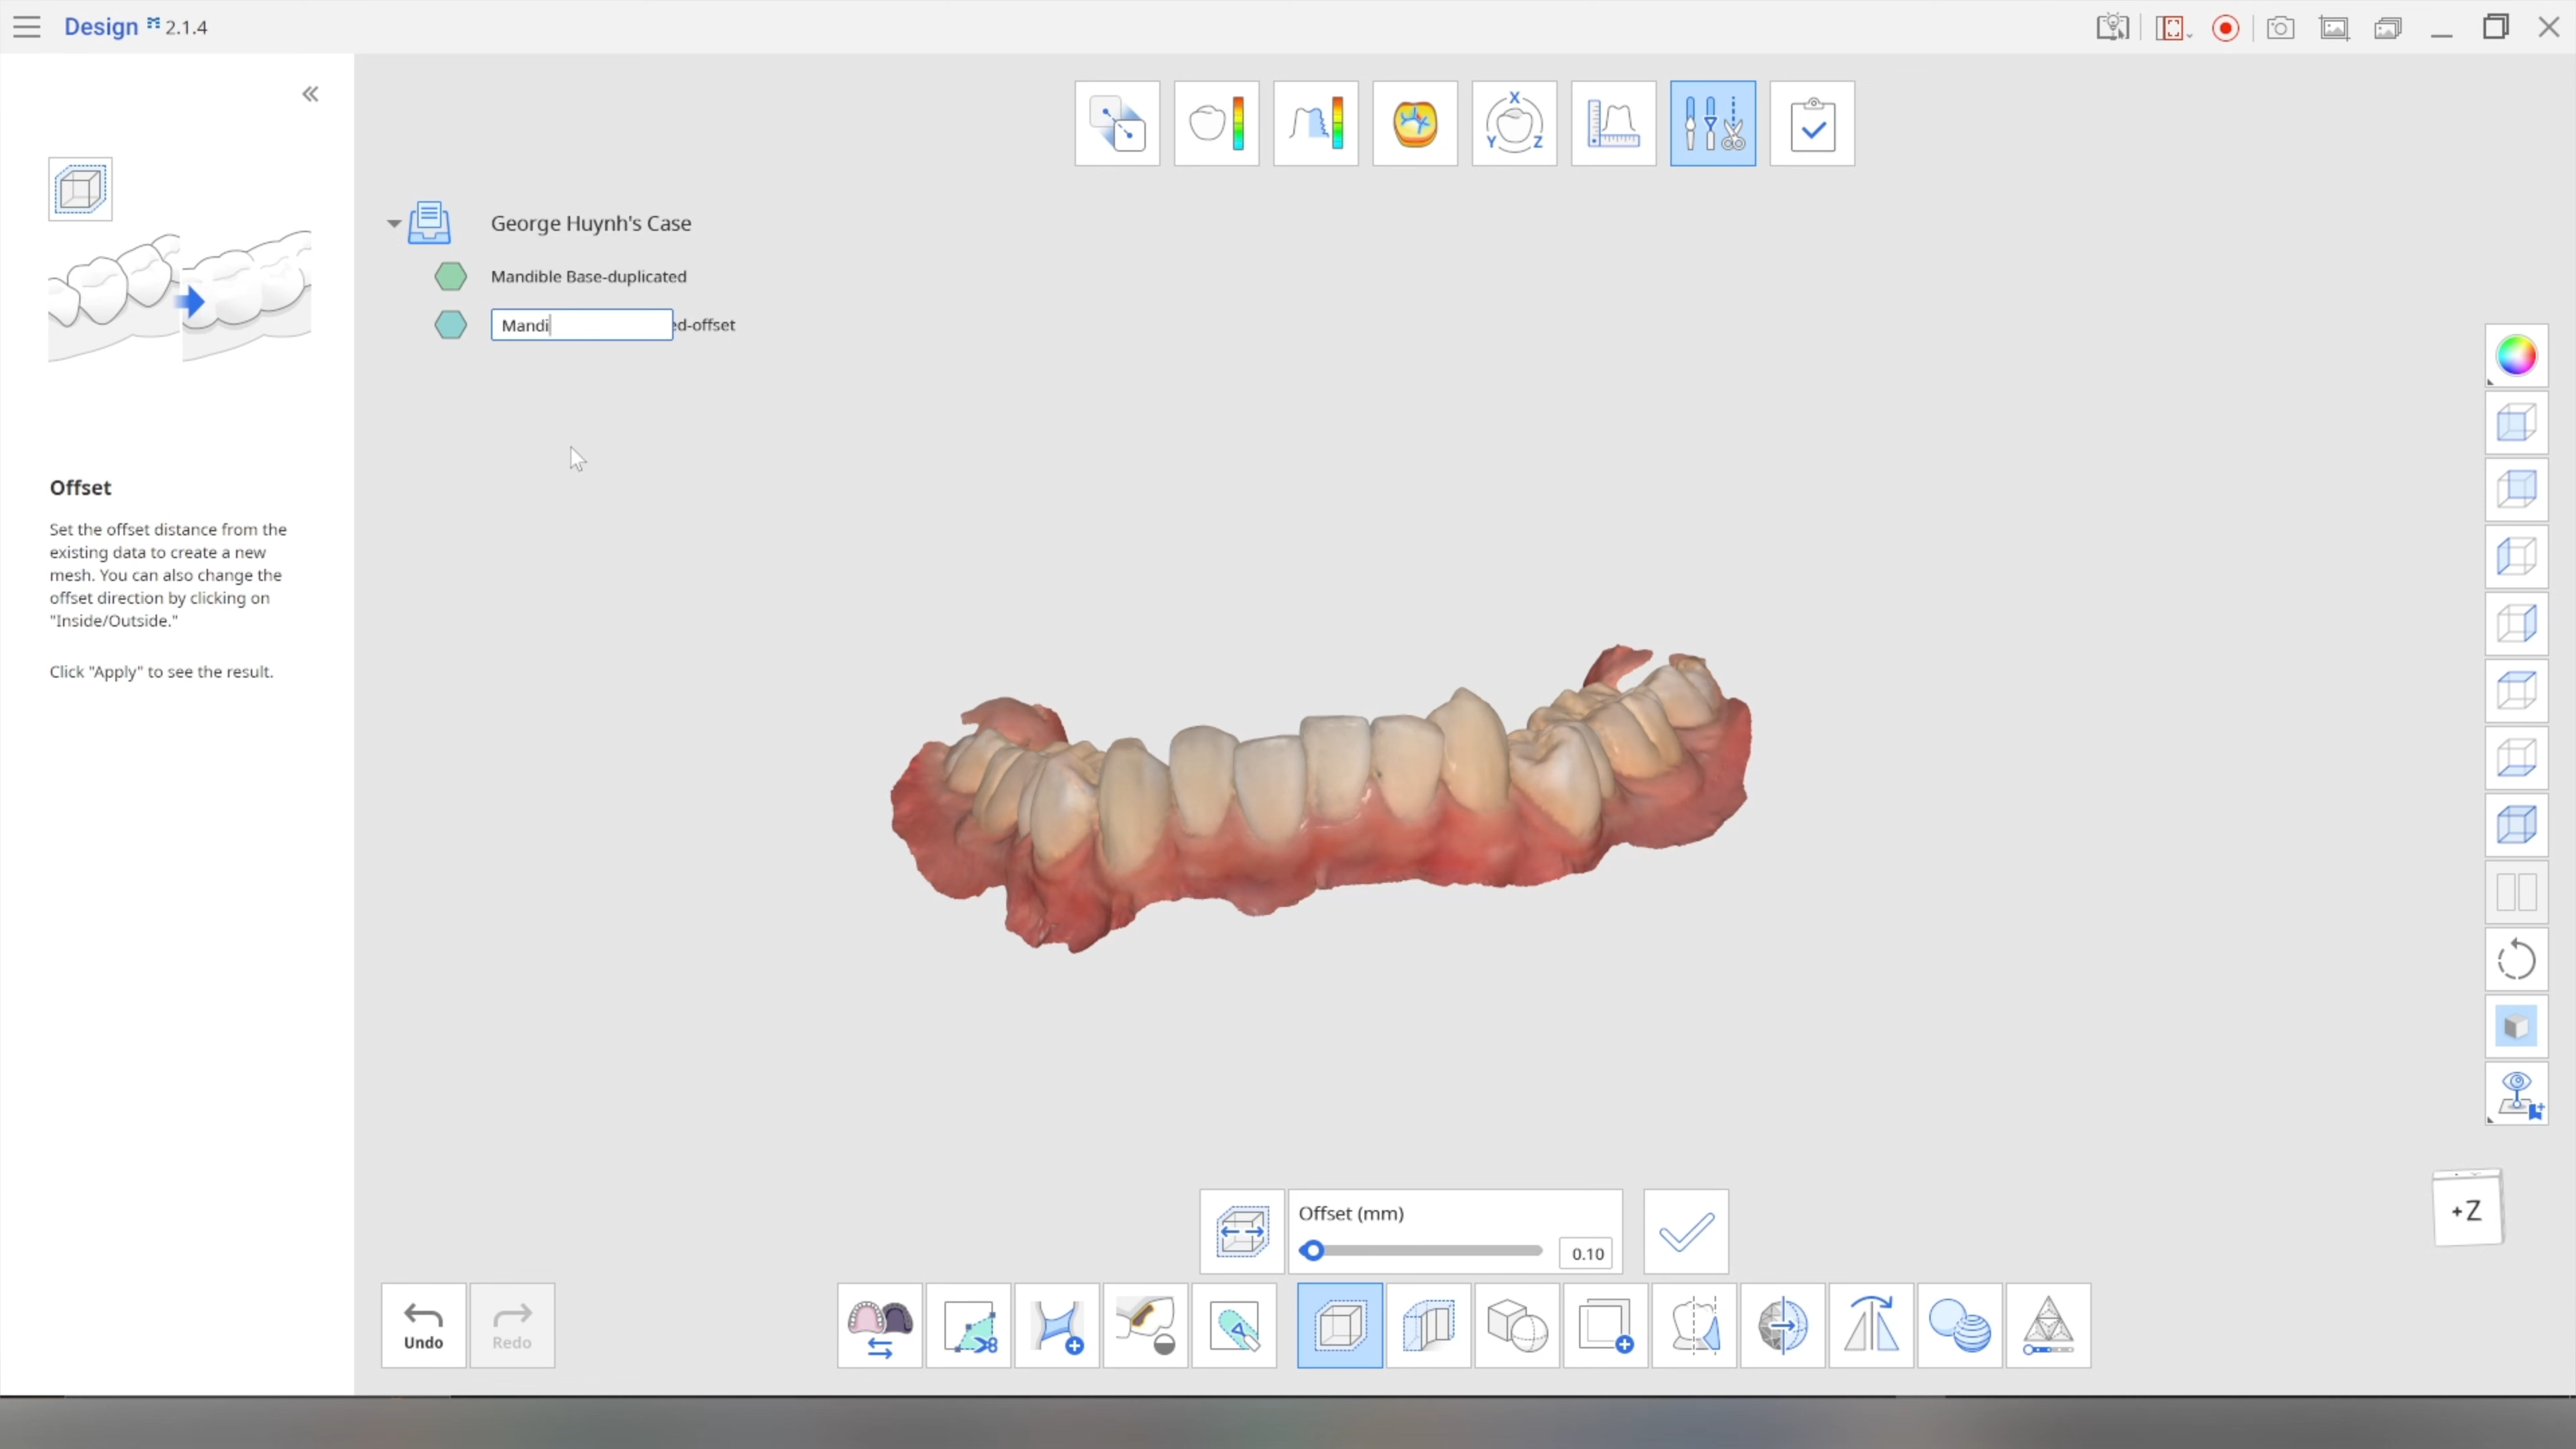 Design 2.1.4
George Huynh's Case
Mandible Base-duplicated
Mandi
ed-offset
X
Y
Z
Offset
Set the offset distance from the
existing data to create a new
mesh. You can also change the
offset direction by clicking on
"Inside/Outside."
Click "Apply" to see the result.
+Z
Offset (mm)
0.10
Undo
Redo